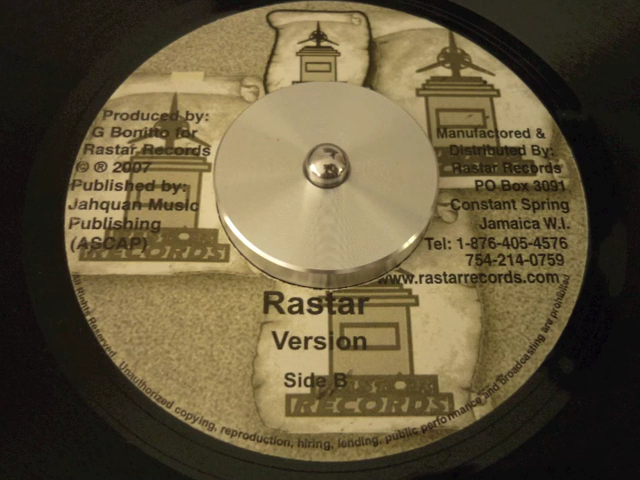 Produced by:
G Bonitto for
Rastar Records
© ℗ 2007
Published by:
Jahquan Music
Publishing
(ASCAP)
Manufactored &
Distributed By:
Rastar Records
PO Box 3091
Constant Spring
Jamaica W.I.
Tel: 1-876-405-4576
754-214-0759
www.rastarrecords.com
Rastar
Version
Side B
RECORDS
RECORDS
All Rights Reserved. Unauthorized copying, reproduction, hiring, lending, public performance and broadcasting are prohibited